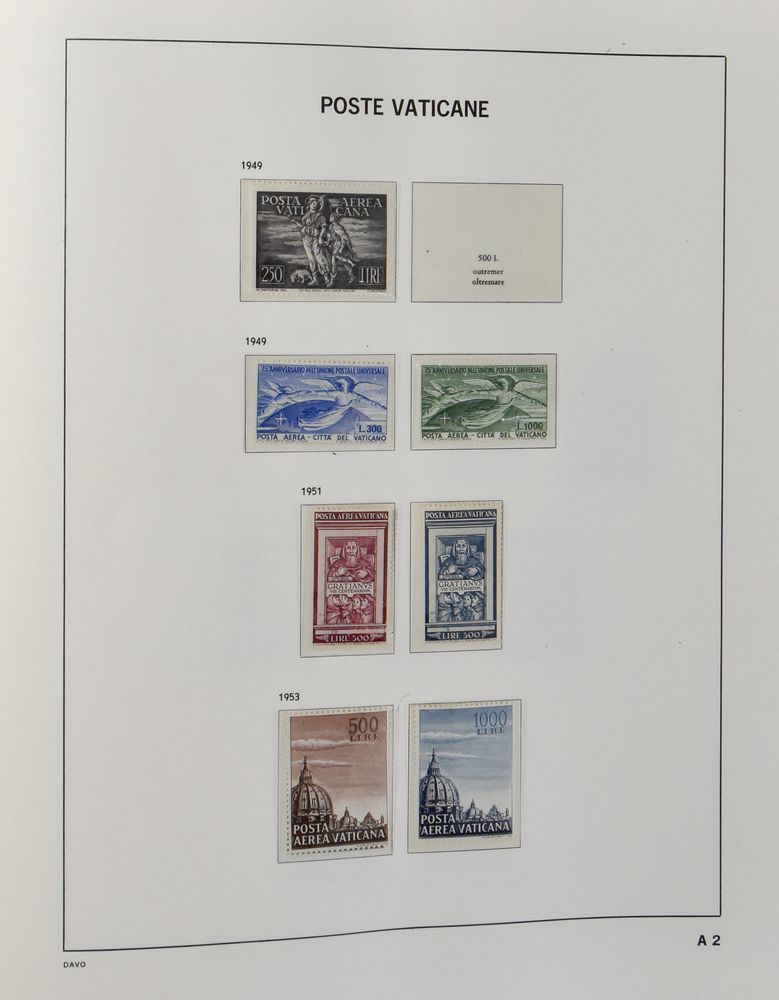 POSTE VATICANE
1949
POSTA AEREA
VATI CANA
250 LIRE
500 l.
outremer
oltremare
1949
75° ANNIVERSARIO DELL'UNIONE POSTALE UNIVERSALE
L.300
POSTA AEREA - CITTÀ DEL VATICANO
75° ANNIVERSARIO DELL'UNIONE POSTALE UNIVERSALE
L.1000
POSTA AEREA - CITTÀ DEL VATICANO
1951
POSTA AEREA VATICANA
GRATIANVS
VIII CENTENARIVM
LIRE 300
POSTA AEREA VATICANA
GRATIANVS
VIII CENTENARIVM
LIRE 500
1953
500
LIRE
POSTA
AEREA VATICANA
1000
LIRE
POSTA
AEREA VATICANA
A 2
DAVO